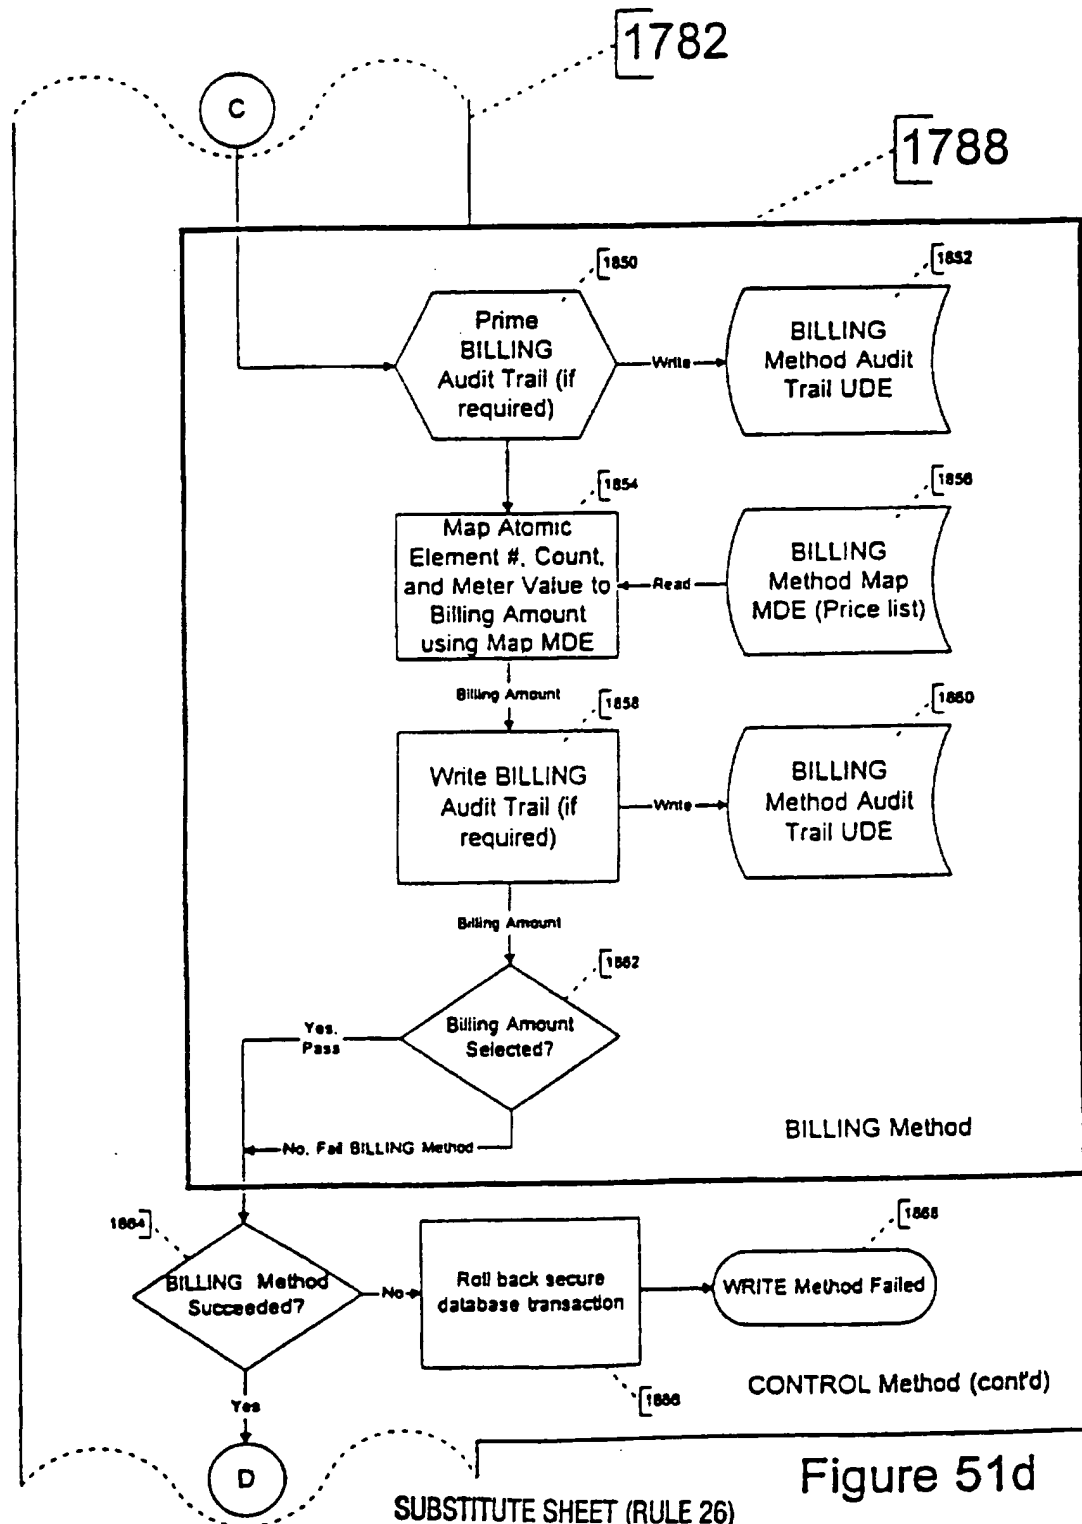 1782
C
1788
1850
1852
Prime
BILLING
Audit Trail (if
required)
Write
BILLING
Method Audit
Trail UDE
1854
1856
Map Atomic
Element #, Count,
and Meter Value to
Billing Amount
using Map MDE
Read
BILLING
Method Map
MDE (Price list)
Billing Amount
1858
1860
Write BILLING
Audit Trail (if
required)
Write
BILLING
Method Audit
Trail UDE
Billing Amount
1862
Billing Amount
Selected?
Yes,
Pass
No, Fail BILLING Method
BILLING Method
1864
BILLING Method
Succeeded?
No
Roll back secure
database transaction
1868
WRITE Method Failed
1866
CONTROL Method (cont'd)
Yes
D
Figure 51d
SUBSTITUTE SHEET (RULE 26)